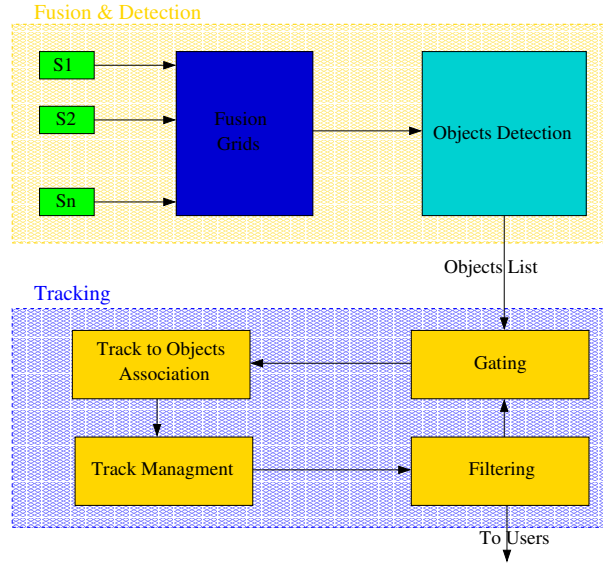 Fusion & Detection
S1
S2
Sn
Fusion
Grids
Objects Detection
Objects List
Tracking
Track to Objects
Association
Gating
Track Managment
Filtering
To Users